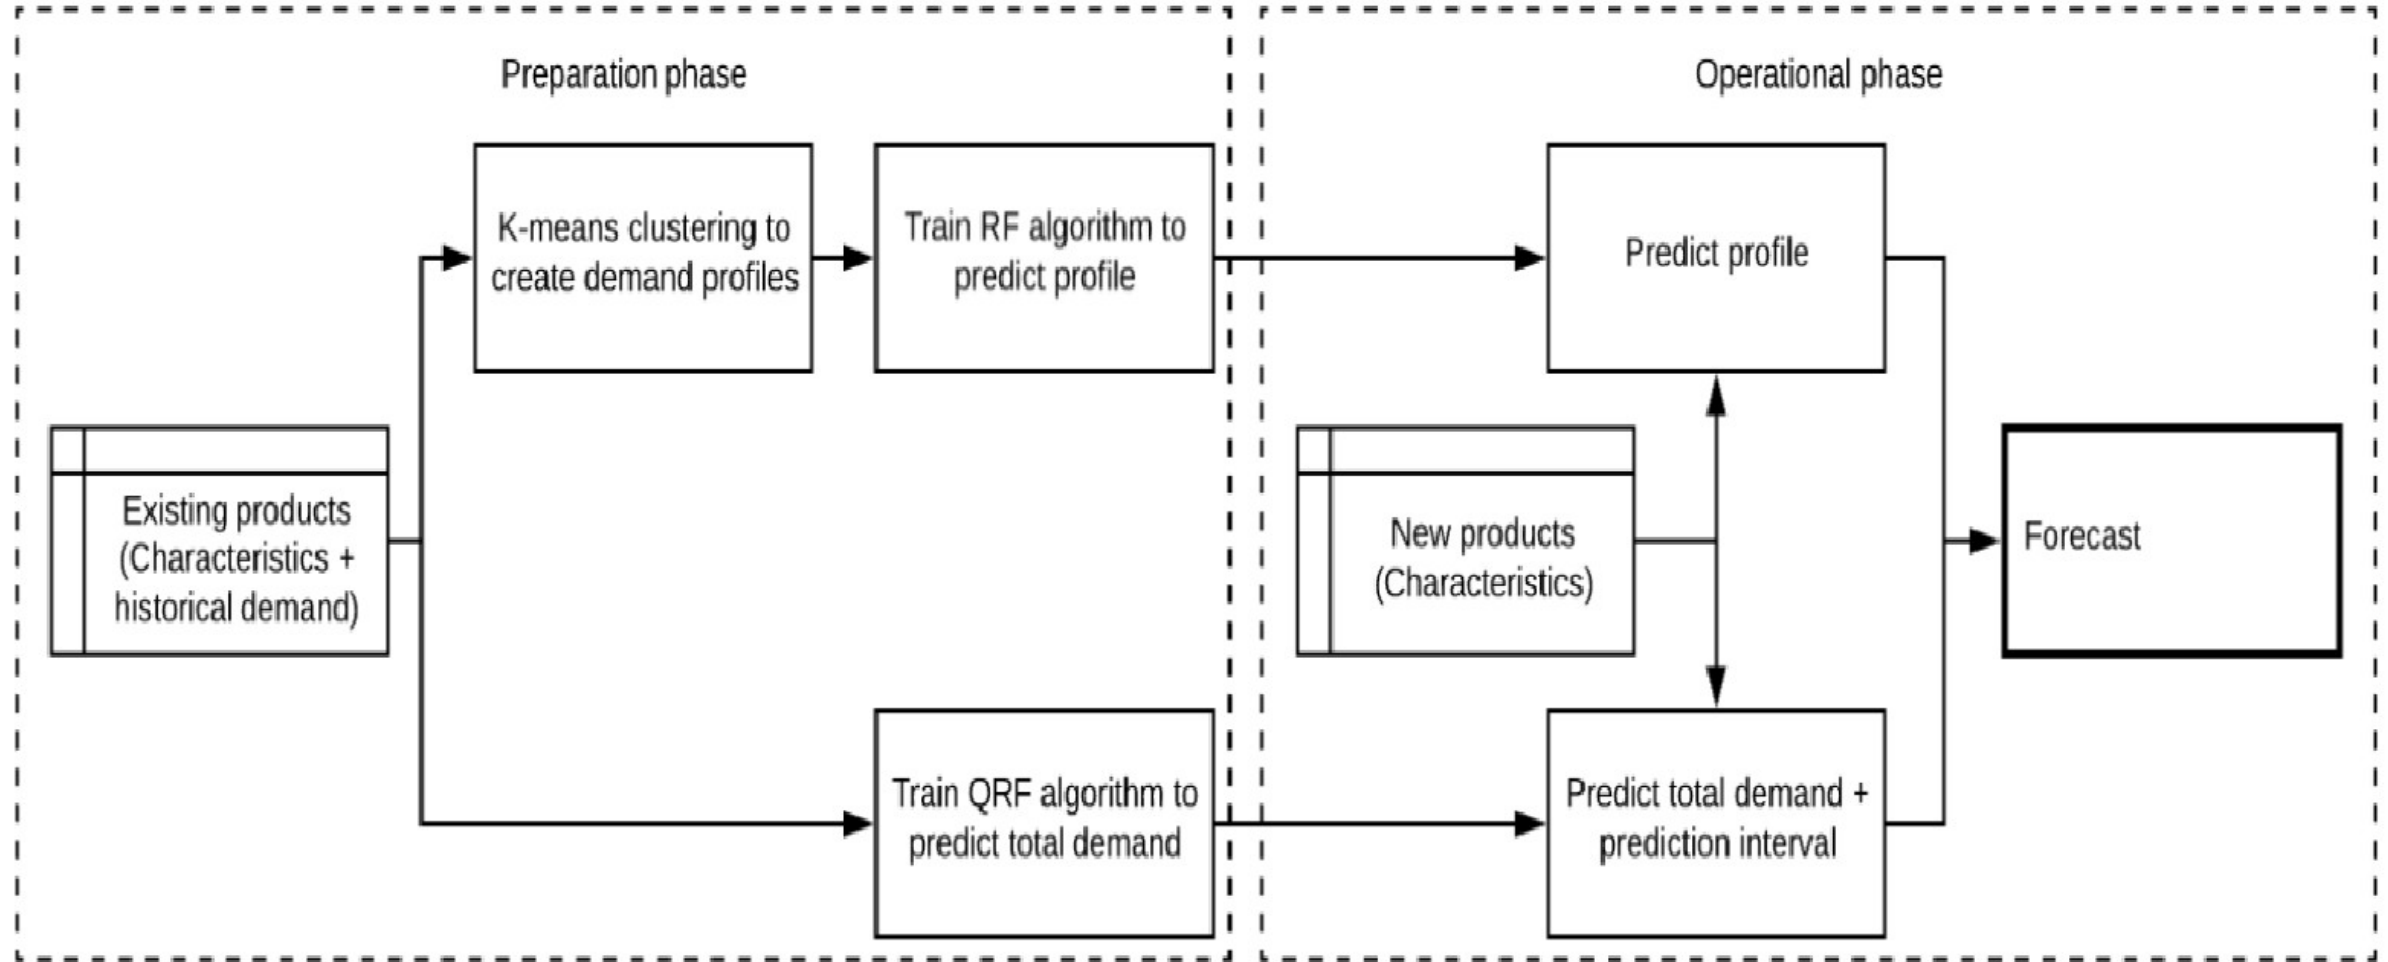 Preparation phase
K-means clustering to
create demand profiles
Train RF algorithm to
predict profile
Existing products
(Characteristics +
historical demand)
Train QRF algorithm to
predict total demand
Operational phase
Predict profile
New products
(Characteristics)
Predict total demand +
prediction interval
Forecast